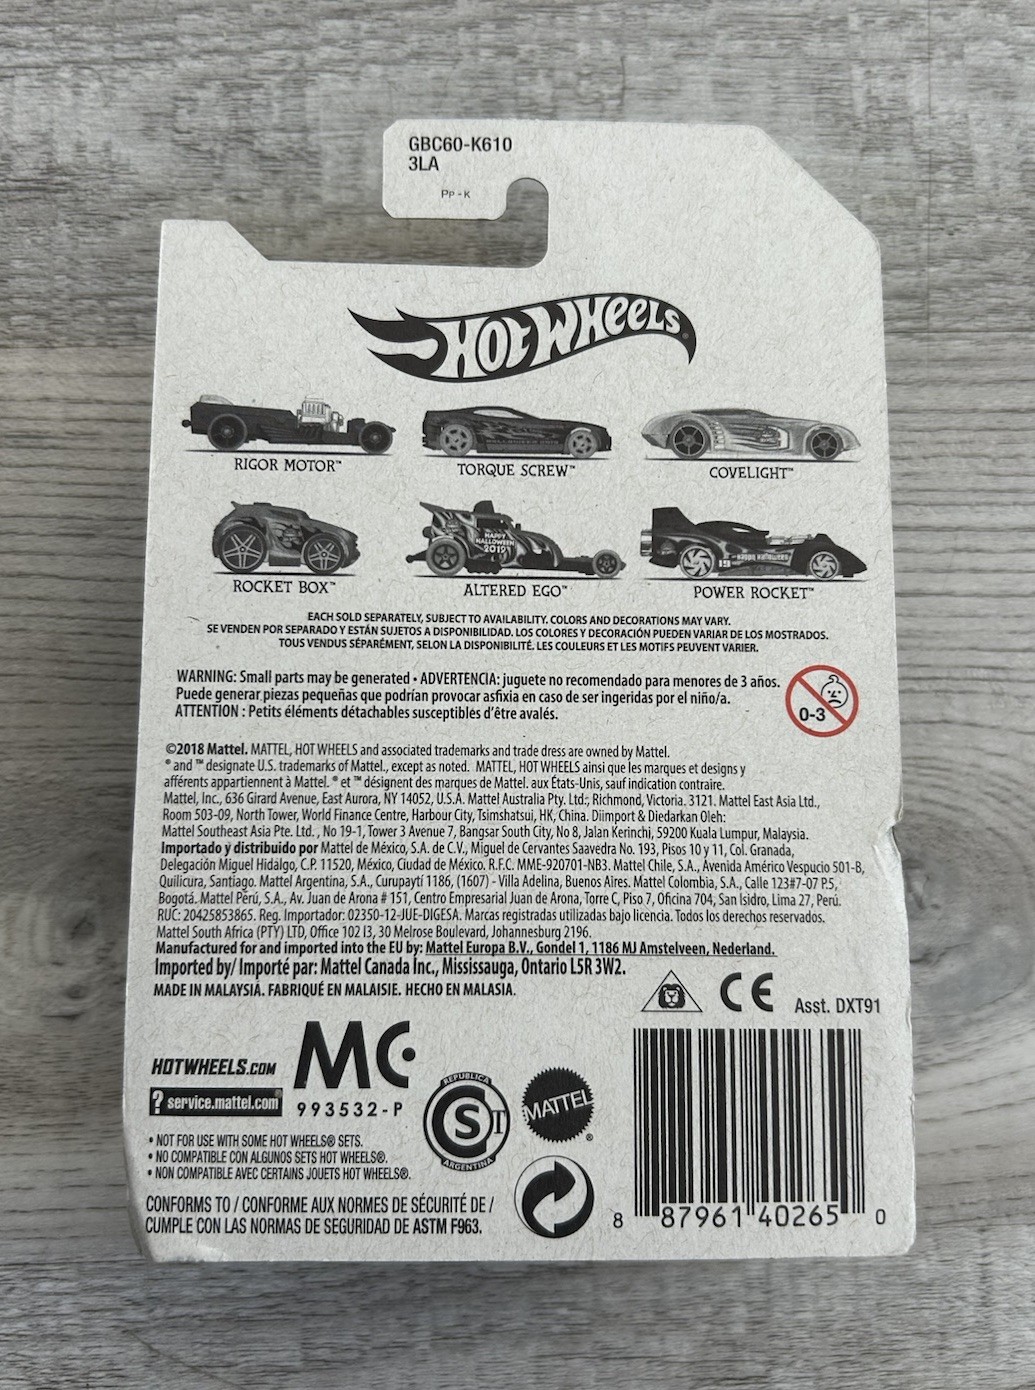 GBC60-K610
3LA
PP - K
HOT WHEELS®
RIGOR MOTOR™
TORQUE SCREW™
COVELIGHT™
HAPPY
HALLOWEEN
2019
ROCKET BOX™
ALTERED EGO™
POWER ROCKET™
EACH SOLD SEPARATELY, SUBJECT TO AVAILABILITY. COLORS AND DECORATIONS MAY VARY.
SE VENDEN POR SEPARADO Y ESTÁN SUJETOS A DISPONIBILIDAD. LOS COLORES Y DECORACIÓN PUEDEN VARIAR DE LOS MOSTRADOS.
TOUS VENDUS SÉPARÉMENT, SELON LA DISPONIBILITÉ. LES COULEURS ET LES MOTIFS PEUVENT VARIER.
WARNING: Small parts may be generated • ADVERTENCIA: juguete no recomendado para menores de 3 años.
Puede generar piezas pequeñas que podrían provocar asfixia en caso de ser ingeridas por el niño/a.
ATTENTION : Petits éléments détachables susceptibles d'être avalés.
0-3
©2018 Mattel. MATTEL, HOT WHEELS and associated trademarks and trade dress are owned by Mattel.
® and ™ designate U.S. trademarks of Mattel., except as noted. MATTEL, HOT WHEELS ainsi que les marques et designs y
afférents appartiennent à Mattel. ® et ™ désignent des marques de Mattel. aux États-Unis, sauf indication contraire.
Mattel, Inc., 636 Girard Avenue, East Aurora, NY 14052, U.S.A. Mattel Australia Pty. Ltd., Richmond, Victoria. 3121. Mattel East Asia Ltd.,
Room 503-09, North Tower, World Finance Centre, Harbour City, Tsimshatsui, HK, China. Diimport & Diedarkan Oleh:
Mattel Southeast Asia Pte. Ltd. , No 19-1, Tower 3 Avenue 7, Bangsar South City, No 8, Jalan Kerinchi, 59200 Kuala Lumpur, Malaysia.
Importado y distribuido por Mattel de México, S.A. de C.V., Miguel de Cervantes Saavedra No. 193, Pisos 10 y 11, Col. Granada,
Delegación Miguel Hidalgo, C.P. 11520, México, Ciudad de México. R.F.C. MME-920701-NB3. Mattel Chile, S.A., Avenida Américo Vespucio 501-B,
Quilicura, Santiago. Mattel Argentina, S.A., Curupaytí 1186, (1607) - Villa Adelina, Buenos Aires. Mattel Colombia, S.A., Calle 123#7-07 P.5,
Bogotá. Mattel Perú, S.A., Av. Juan de Arona # 151, Centro Empresarial Juan de Arona, Torre C, Piso 7, Oficina 704, San Isidro, Lima 27, Perú.
RUC: 20425853865. Reg. Importador: 02350-12-JUE-DIGESA. Marcas registradas utilizadas bajo licencia. Todos los derechos reservados.
Mattel South Africa (PTY) LTD, Office 102 I3, 30 Melrose Boulevard, Johannesburg 2196.
Manufactured for and imported into the EU by: Mattel Europa B.V., Gondel 1, 1186 MJ Amstelveen, Nederland.
Imported by/ Importé par: Mattel Canada Inc., Mississauga, Ontario L5R 3W2.
MADE IN MALAYSIA. FABRIQUÉ EN MALAISIE. HECHO EN MALASIA.
CE
Asst. DXT91
HOTWHEELS.COM
MC
? service.mattel.com
993532-P
REPUBLICA
S
ARGENTINA
MATTEL®
• NOT FOR USE WITH SOME HOT WHEELS® SETS.
• NO COMPATIBLE CON ALGUNOS SETS HOT WHEELS®.
• NON COMPATIBLE AVEC CERTAINS JOUETS HOT WHEELS®.
CONFORMS TO / CONFORME AUX NORMES DE SÉCURITÉ DE /
CUMPLE CON LAS NORMAS DE SEGURIDAD DE ASTM F963.
8 87961 40265 0